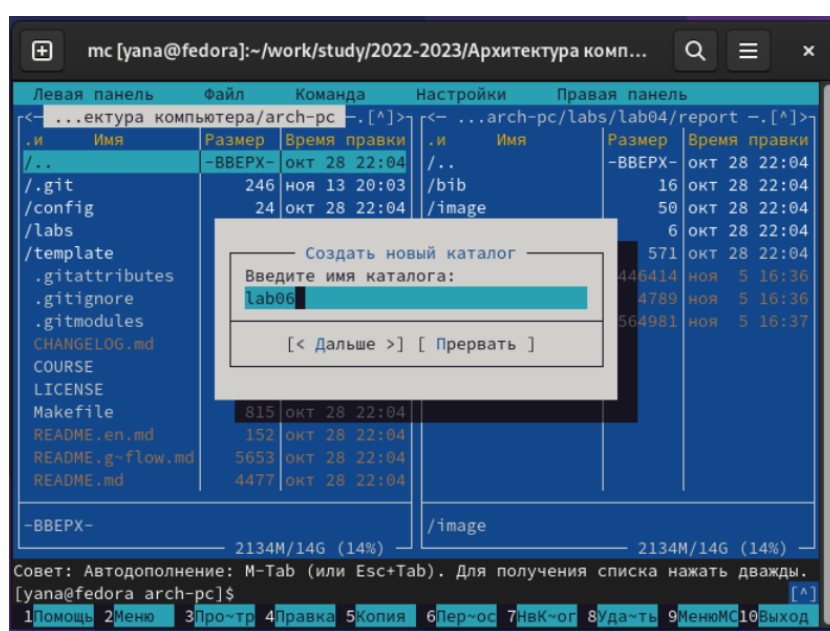 mc [yana@fedora]:~/work/study/2022-2023/Архитектура комп...
Левая панель Файл Команда Настройки Правая панель
<— ...ектура компьютера/arch-pc —.[^]> <— ...arch-pc/labs/lab04/report —.[^]>
.и Имя Размер Время правки .и Имя Размер Время правки
/.. -ВВЕРХ- окт 28 22:04 /.. -ВВЕРХ- окт 28 22:04
/.git 246 ноя 13 20:03 /bib 16 окт 28 22:04
/config 24 окт 28 22:04 /image 50 окт 28 22:04
/labs 6 окт 28 22:04
/template 571 окт 28 22:04
.gitattributes 446414 ноя 5 16:36
.gitignore 4789 ноя 5 16:36
.gitmodules 564981 ноя 5 16:37
CHANGELOG.md
COURSE
LICENSE
Makefile 815 окт 28 22:04
README.en.md 152 окт 28 22:04
README.g~flow.md 5653 окт 28 22:04
README.md 4477 окт 28 22:04
Создать новый каталог
Введите имя каталога:
lab06
[< Дальше >] [ Прервать ]
-ВВЕРХ- /image
2134M/14G (14%) 2134M/14G (14%)
Совет: Автодополнение: M-Tab (или Esc+Tab). Для получения списка нажать дважды.
[yana@fedora arch-pc]$ [^]
1Помощь 2Меню 3Про~тр 4Правка 5Копия 6Пер~ос 7НвК~ог 8Уда~ть 9МенюMC 10Выход